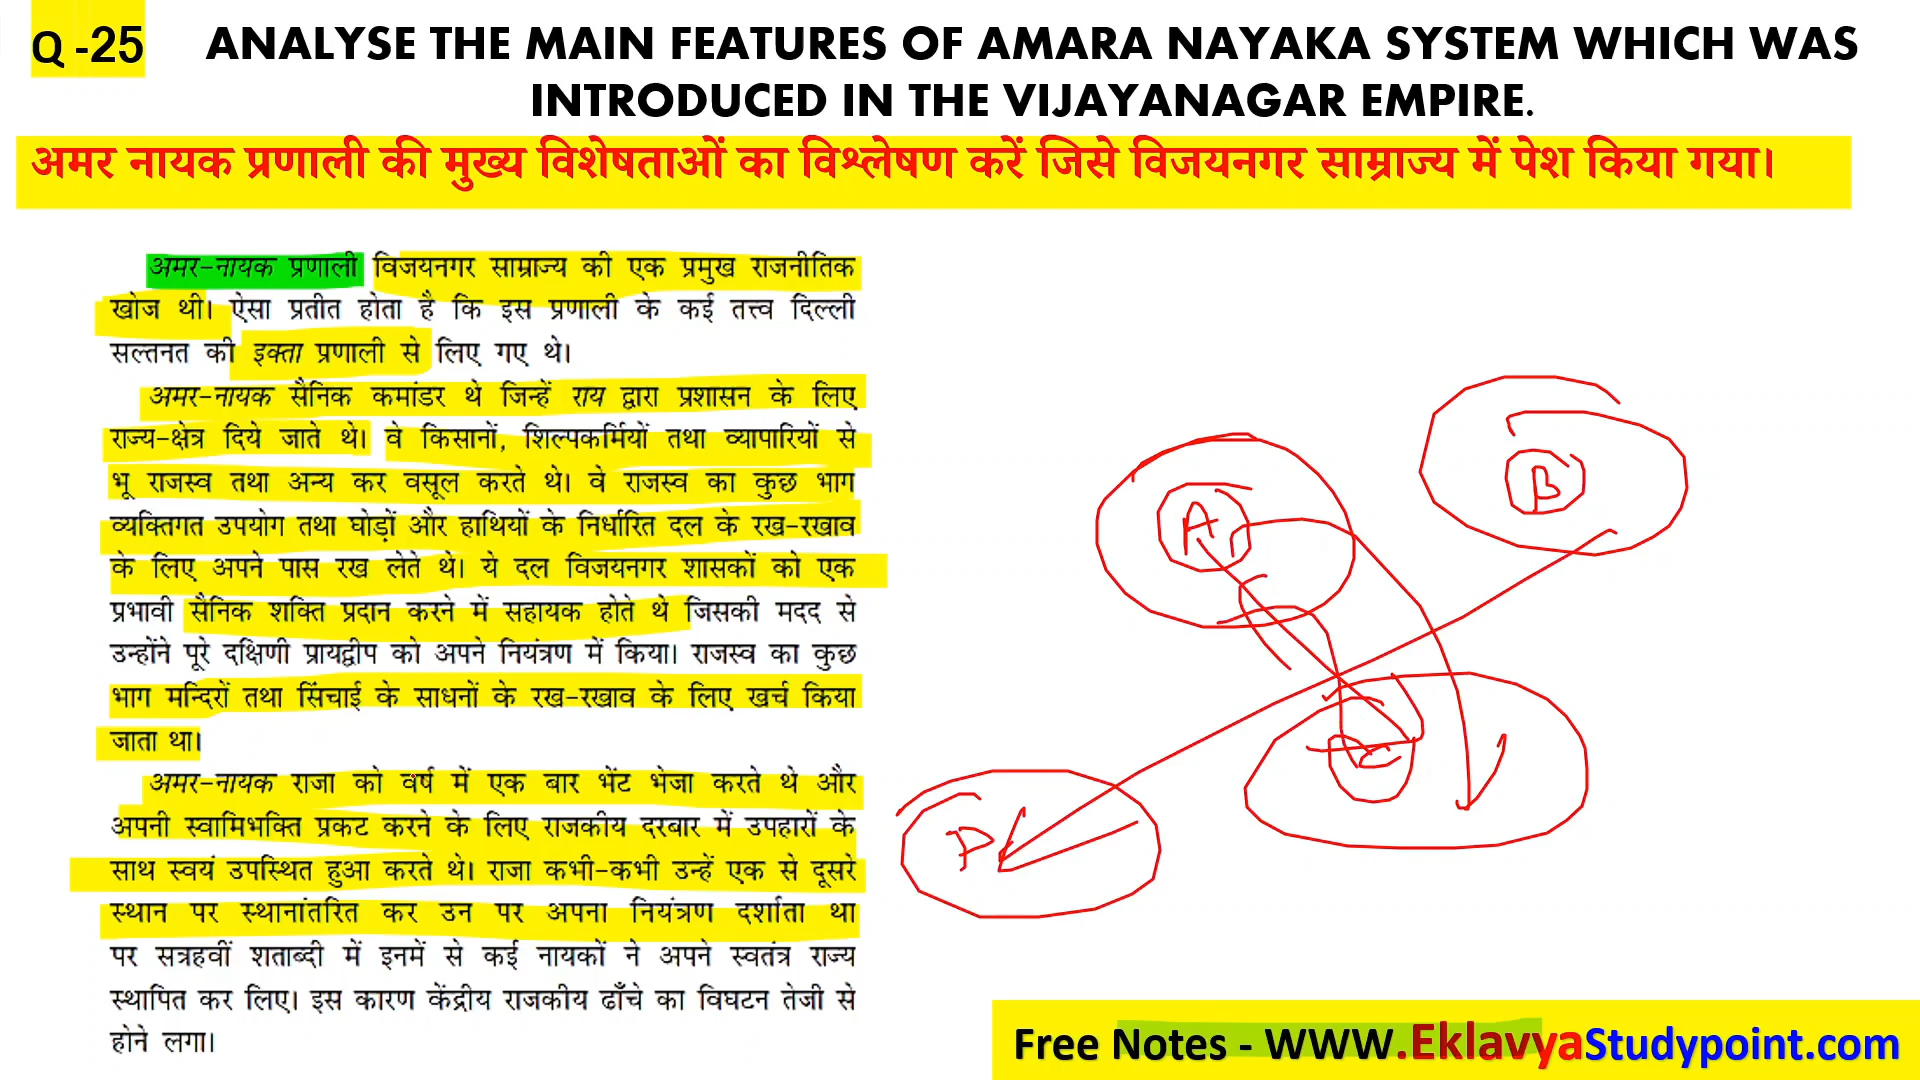 Q -25
ANALYSE THE MAIN FEATURES OF AMARA NAYAKA SYSTEM WHICH WAS
INTRODUCED IN THE VIJAYANAGAR EMPIRE.
अमर नायक प्रणाली की मुख्य विशेषताओं का विश्लेषण करें जिसे विजयनगर साम्राज्य में पेश किया गया।
अमर-नायक प्रणाली विजयनगर साम्राज्य की एक प्रमुख राजनीतिक
खोज थी। ऐसा प्रतीत होता है कि इस प्रणाली के कई तत्त्व दिल्ली
सल्तनत की इक्ता प्रणाली से लिए गए थे।
अमर-नायक सैनिक कमांडर थे जिन्हें राय द्वारा प्रशासन के लिए
राज्य-क्षेत्र दिये जाते थे। वे किसानों, शिल्पकर्मियों तथा व्यापारियों से
भू राजस्व तथा अन्य कर वसूल करते थे। वे राजस्व का कुछ भाग
व्यक्तिगत उपयोग तथा घोड़ों और हाथियों के निर्धारित दल के रख-रखाव
के लिए अपने पास रख लेते थे। ये दल विजयनगर शासकों को एक
प्रभावी सैनिक शक्ति प्रदान करने में सहायक होते थे जिसकी मदद से
उन्होंने पूरे दक्षिणी प्रायद्वीप को अपने नियंत्रण में किया। राजस्व का कुछ
भाग मन्दिरों तथा सिंचाई के साधनों के रख-रखाव के लिए खर्च किया
जाता था।
अमर-नायक राजा को वर्ष में एक बार भेंट भेजा करते थे और
अपनी स्वामिभक्ति प्रकट करने के लिए राजकीय दरबार में उपहारों के
साथ स्वयं उपस्थित हुआ करते थे। राजा कभी-कभी उन्हें एक से दूसरे
स्थान पर स्थानांतरित कर उन पर अपना नियंत्रण दर्शाता था
पर सत्रहवीं शताब्दी में इनमें से कई नायकों ने अपने स्वतंत्र राज्य
स्थापित कर लिए। इस कारण केंद्रीय राजकीय ढाँचे का विघटन तेजी से
होने लगा।
A
B
C
D
Free Notes - WWW.EklavyaStudypoint.com